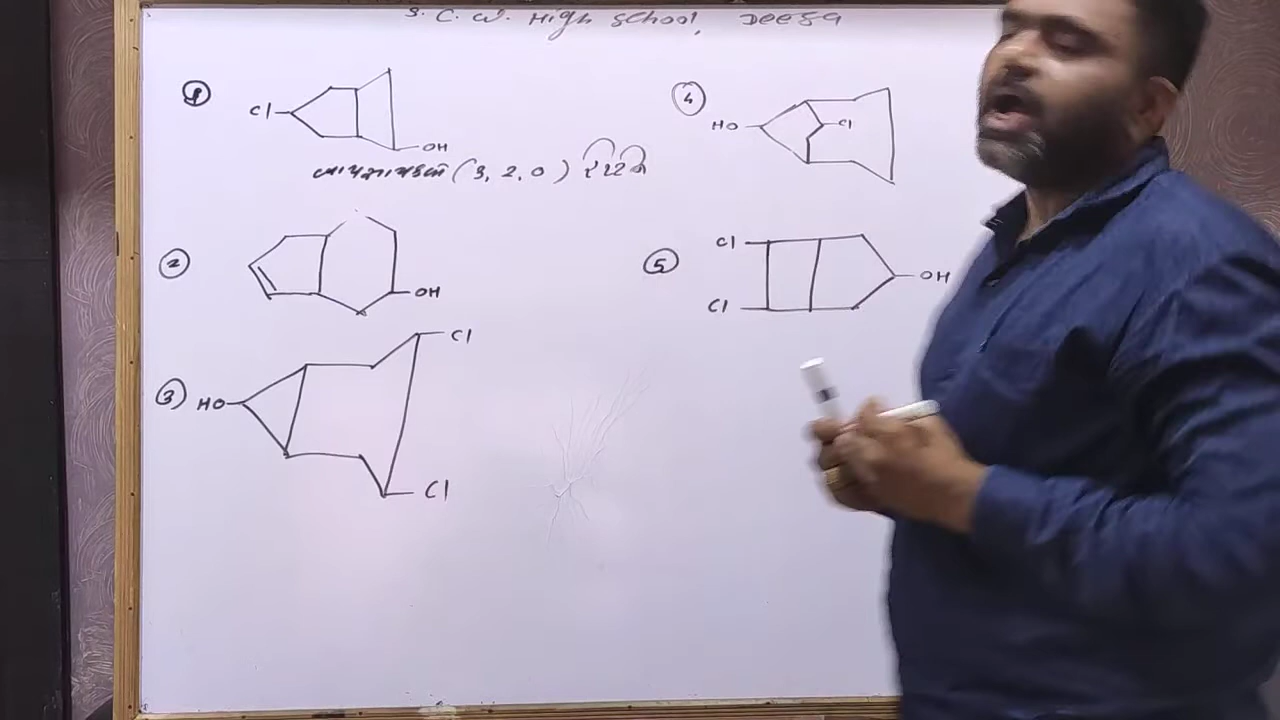 S. C. W. High School, Deesa
①
Cl
OH
બાયસાયક્લો (3, 2, 0) હેપ્ટેન
②
OH
③
HO
Cl
Cl
④
HO
Cl
⑤
Cl
Cl
OH